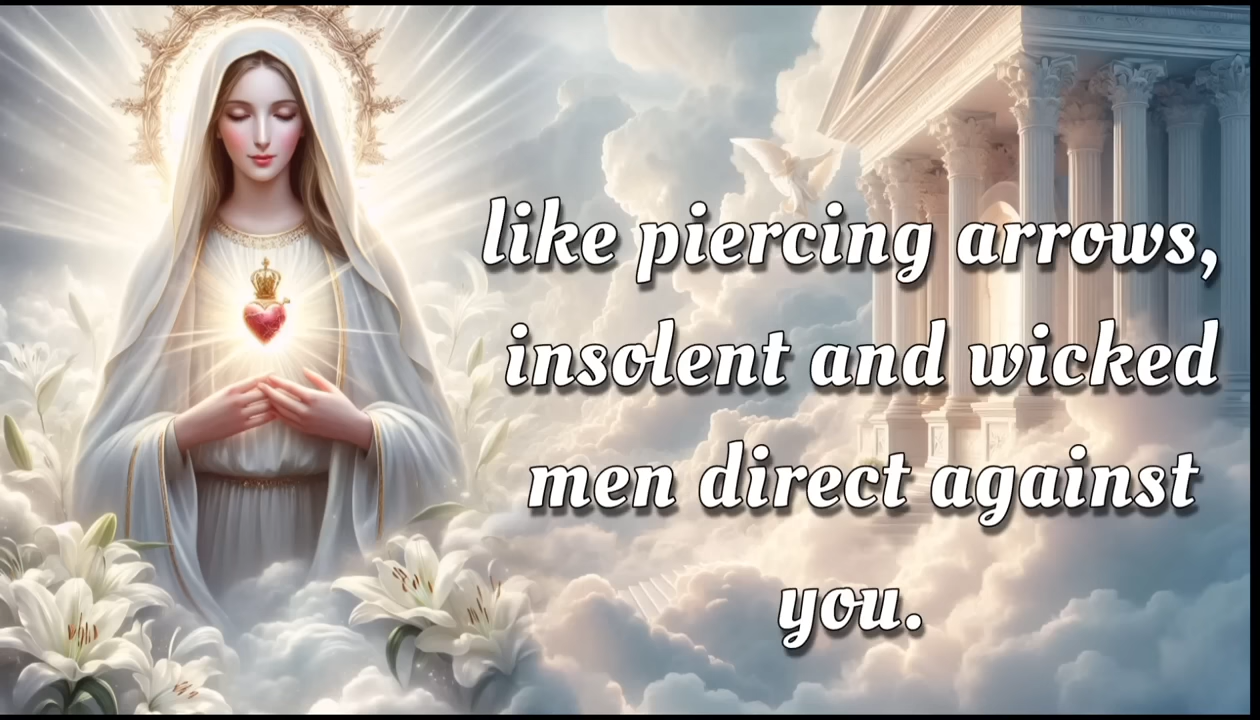 like piercing arrows,
insolent and wicked
men direct against
you.